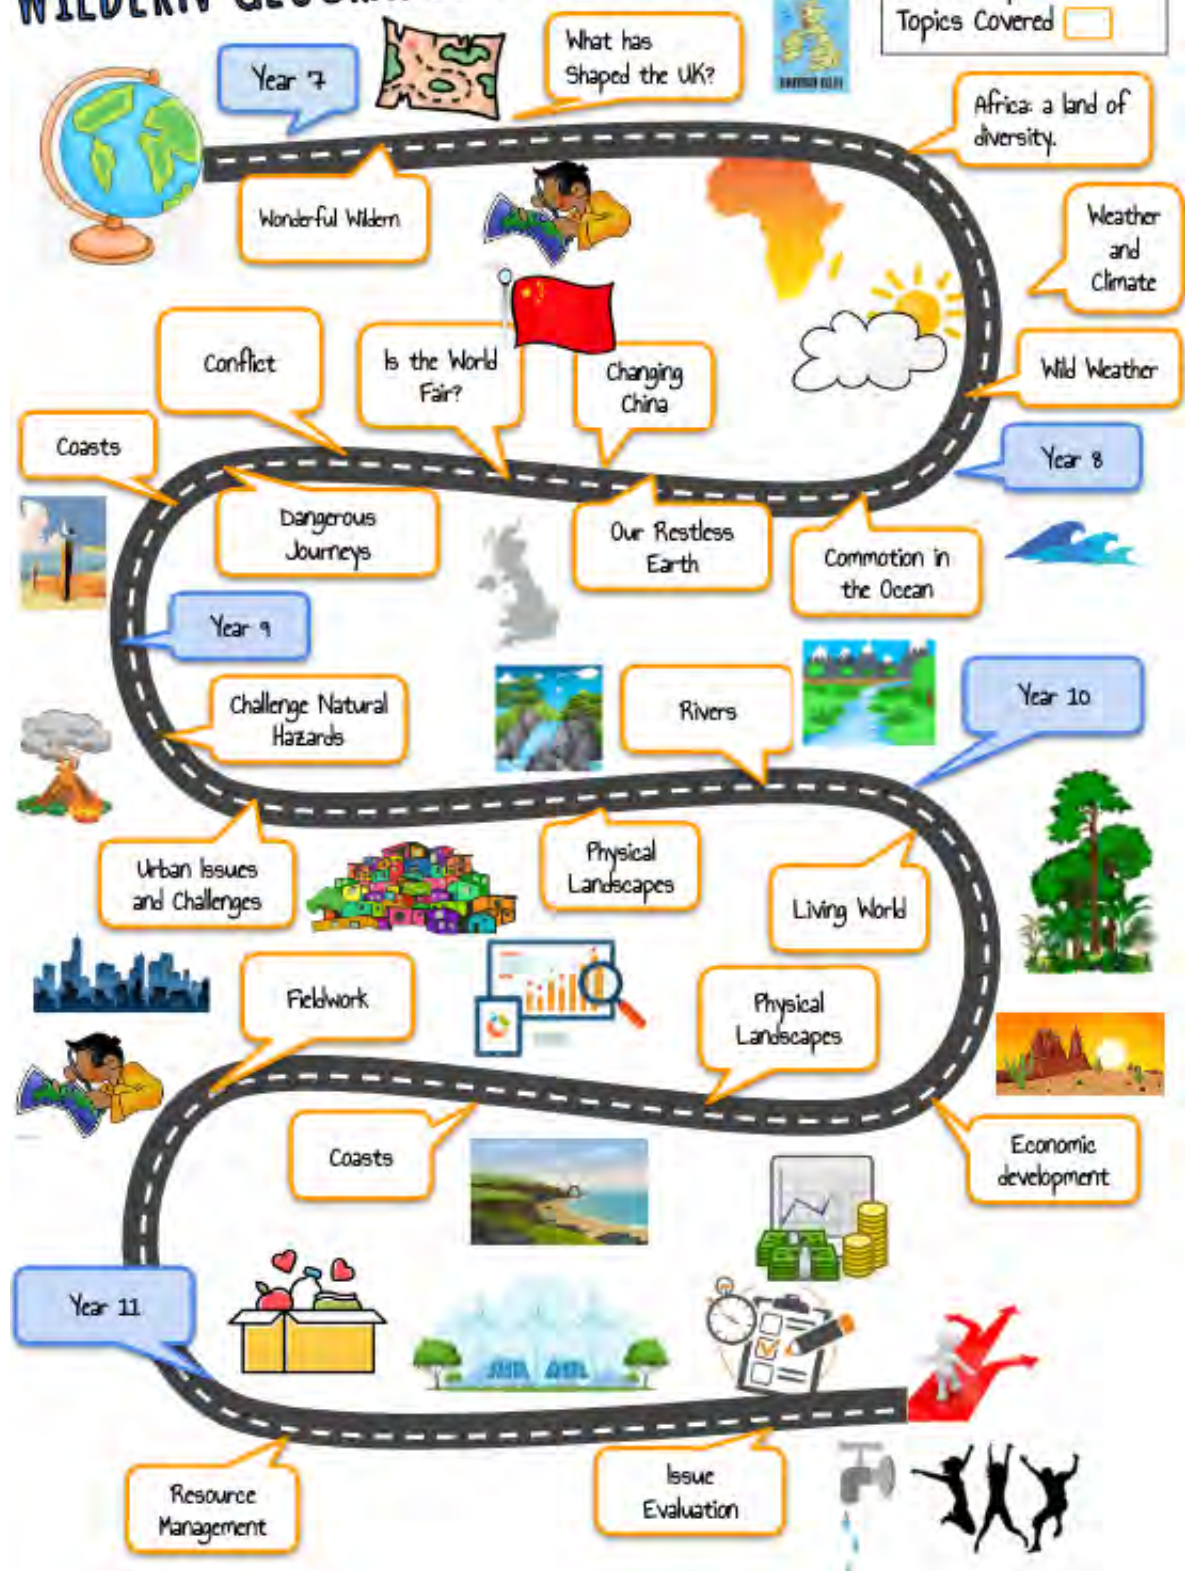 Topics Covered
Year 7
What has
Shaped the UK?
Africa: a land of
diversity.
Wonderful Wildern
Weather
and
Climate
Wild Weather
Year 8
Conflict
Is the World
Fair?
Changing
China
Coasts
Dangerous
Journeys
Our Restless
Earth
Commotion in
the Ocean
Year 9
Challenge Natural
Hazards
Rivers
Year 10
Urban Issues
and Challenges
Physical
Landscapes
Living World
Fieldwork
Physical
Landscapes
Coasts
Economic
development
Year 11
Resource
Management
Issue
Evaluation